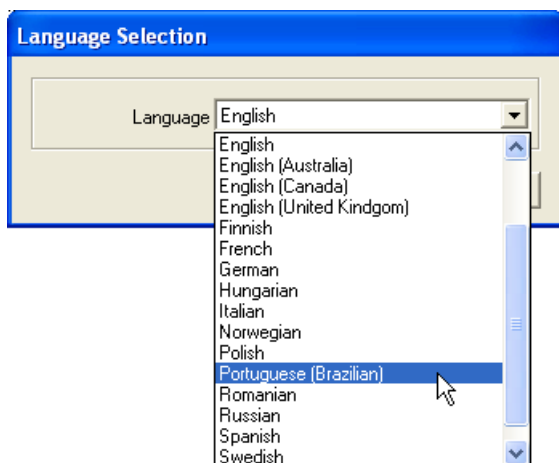 Language Selection
Language English
English
English (Australia)
English (Canada)
English (United Kindgom)
Finnish
French
German
Hungarian
Italian
Norwegian
Polish
Portuguese (Brazilian)
Romanian
Russian
Spanish
Swedish